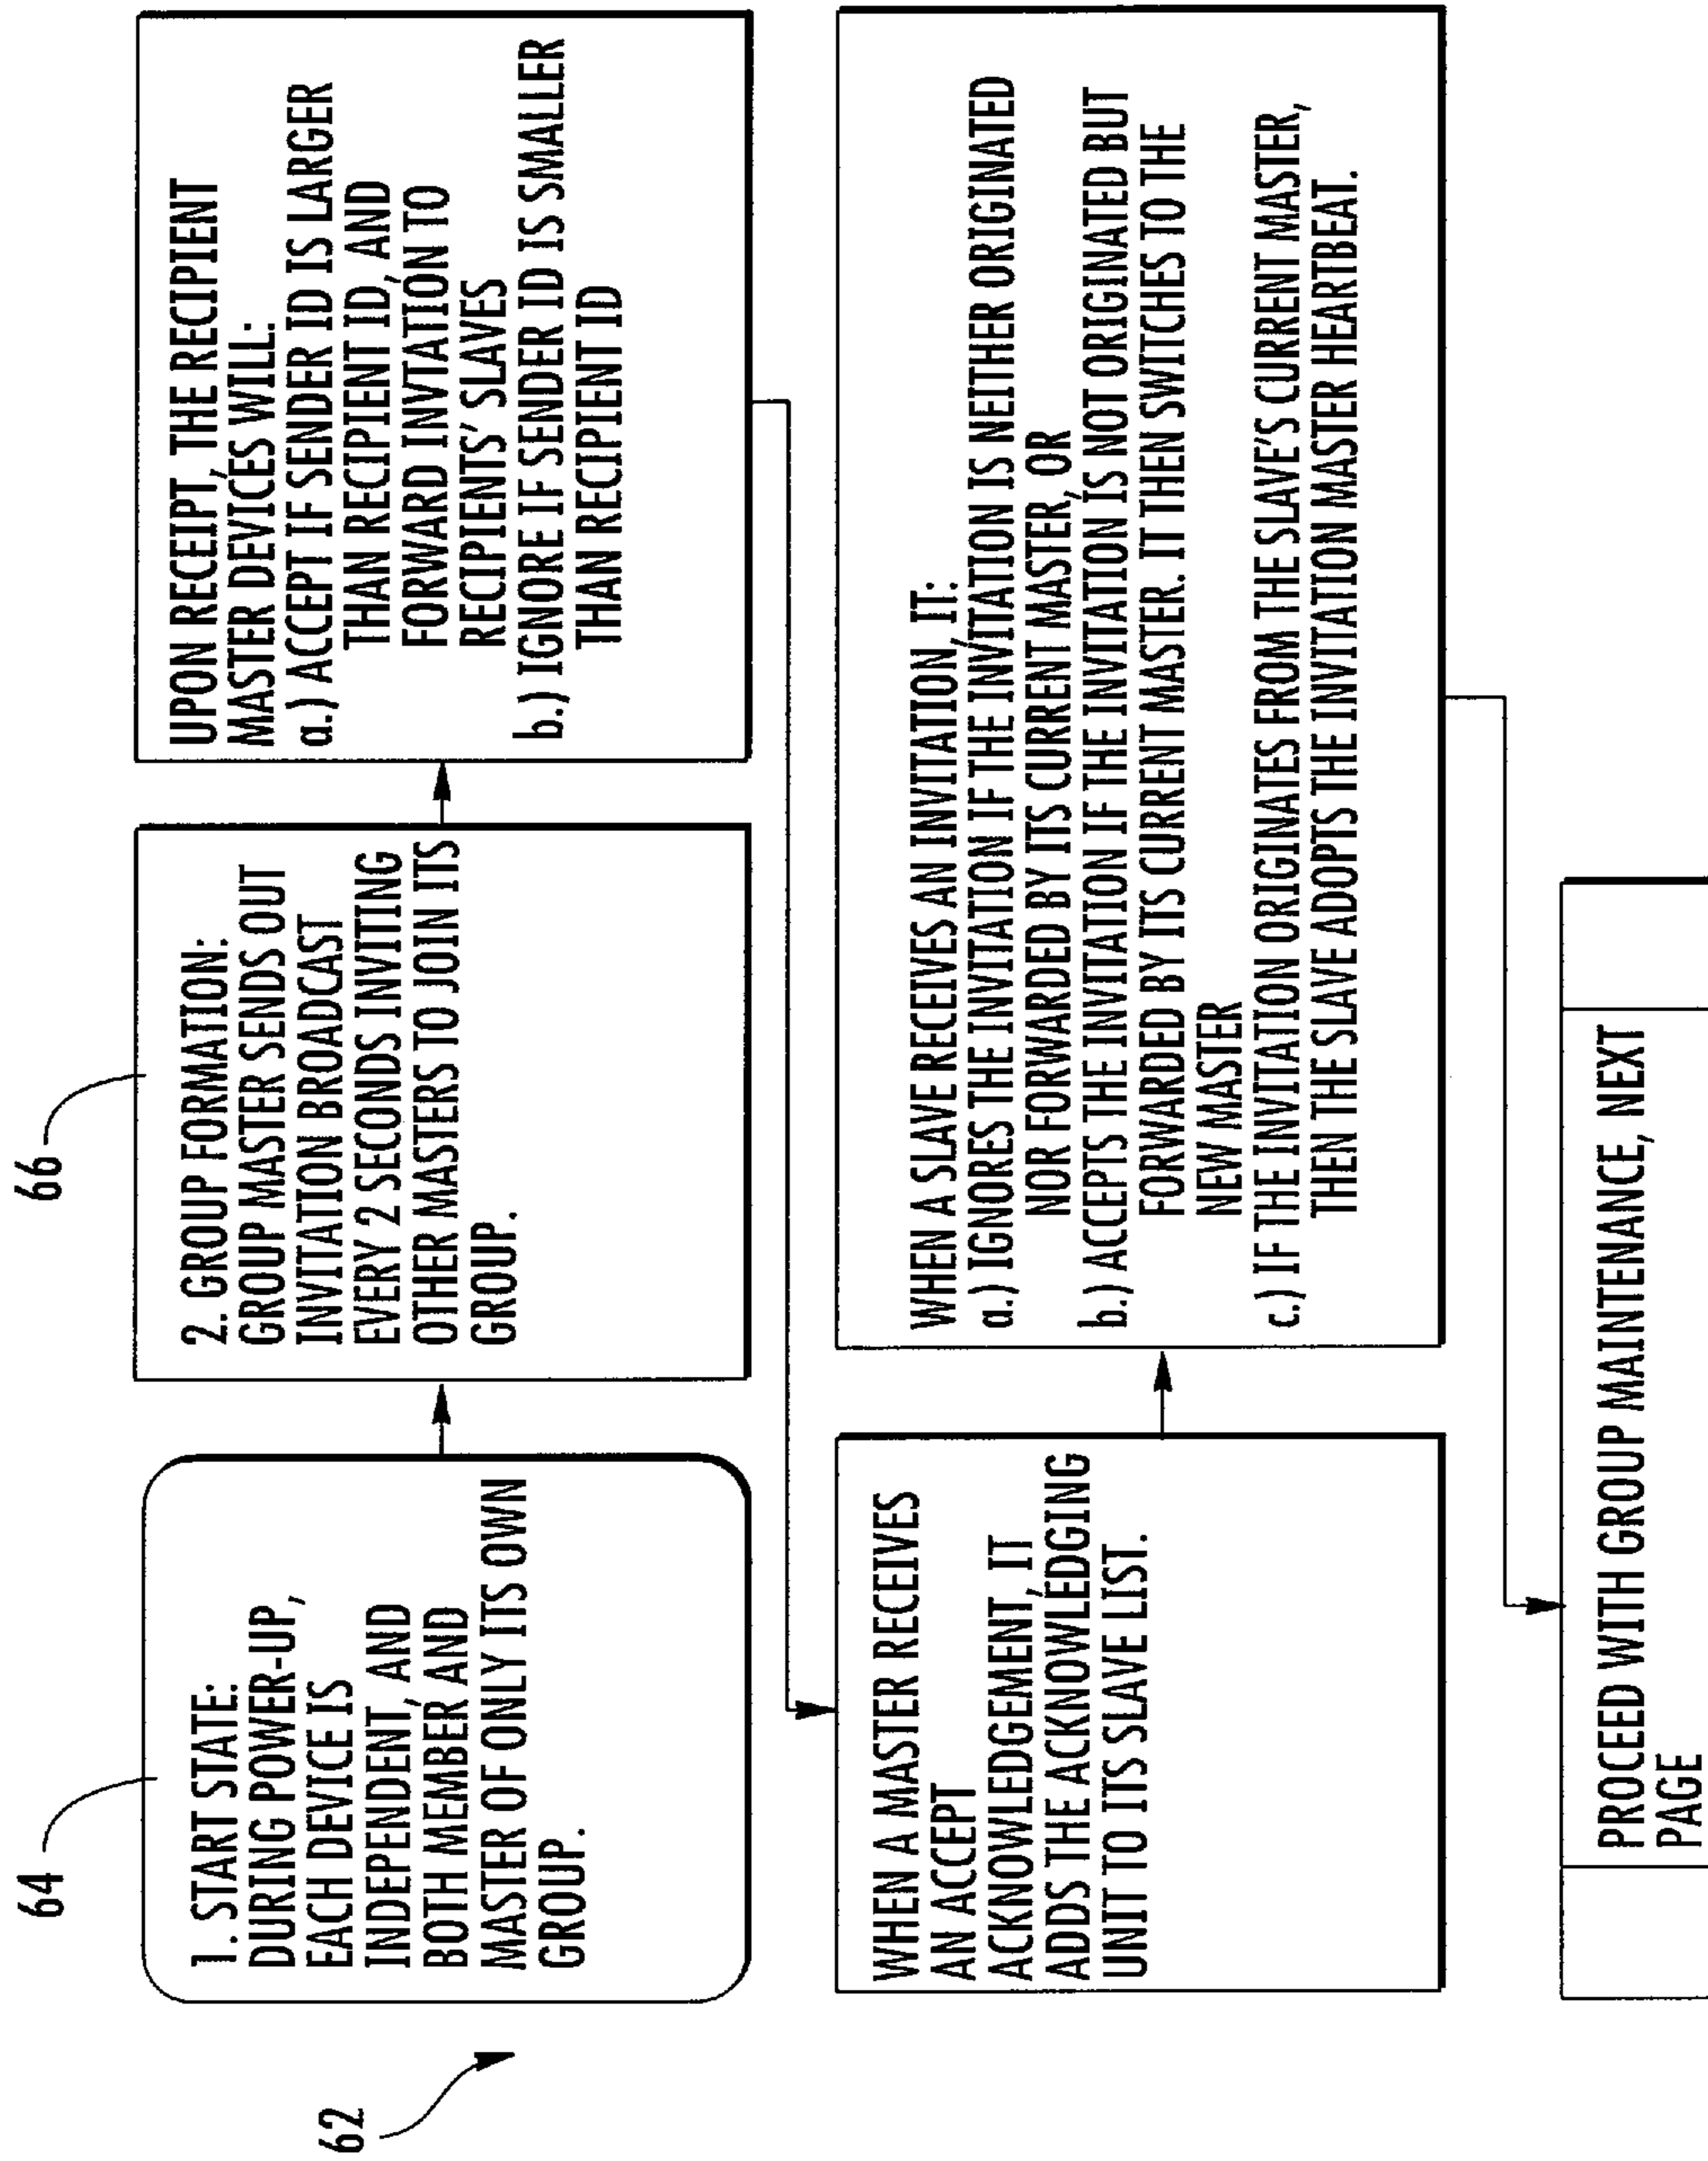 62
64
1. START STATE:
DURING POWER-UP,
EACH DEVICE IS
INDEPENDENT, AND
BOTH MEMBER AND
MASTER OF ONLY ITS OWN
GROUP.
66
2. GROUP FORMATION:
GROUP MASTER SENDS OUT
INVITATION BROADCAST
EVERY 2 SECONDS INVITING
OTHER MASTERS TO JOIN ITS
GROUP.
UPON RECEIPT, THE RECIPIENT
MASTER DEVICES WILL:
a.) ACCEPT IF SENDER ID IS LARGER
THAN RECIPIENT ID, AND
FORWARD INVTATION TO
RECIPIENTS' SLAVES
b.) IGNORE IF SENDER ID IS SMALLER
THAN RECIPIENT ID
WHEN A MASTER RECEIVES
AN ACCEPT
ACKNOWLEDGEMENT, IT
ADDS THE ACKNOWLEDGING
UNIT TO ITS SLAVE LIST.
WHEN A SLAVE RECEIVES AN INVITATION, IT:
a.) IGNORES THE INVITATION IF THE INVITATION IS NEITHER ORIGINATED
NOR FORWARDED BY ITS CURRENT MASTER, OR
b.) ACCEPTS THE INVITATION IF THE INVITATION IS NOT ORIGINATED BUT
FORWARDED BY ITS CURRENT MASTER. IT THEN SWITCHES TO THE
NEW MASTER
c.) IF THE INVITATION ORIGINATES FROM THE SLAVE'S CURRENT MASTER,
THEN THE SLAVE ADOPTS THE INVITATION MASTER HEARTBEAT.
PROCEED WITH GROUP MAINTENANCE, NEXT
PAGE